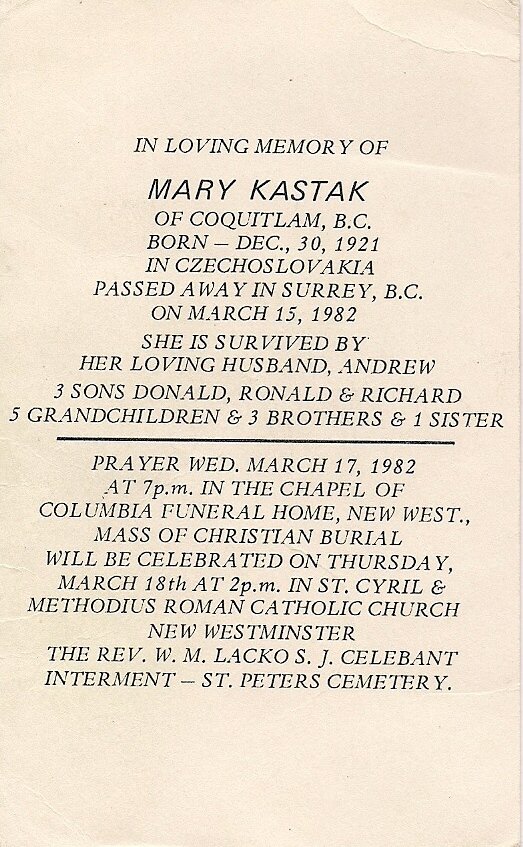 IN LOVING MEMORY OF
MARY KASTAK
OF COQUITLAM, B.C.
BORN – DEC., 30, 1921
IN CZECHOSLOVAKIA
PASSED AWAY IN SURREY, B.C.
ON MARCH 15, 1982
SHE IS SURVIVED BY
HER LOVING HUSBAND, ANDREW
3 SONS DONALD, RONALD & RICHARD
5 GRANDCHILDREN & 3 BROTHERS & 1 SISTER
PRAYER WED. MARCH 17, 1982
AT 7p.m. IN THE CHAPEL OF
COLUMBIA FUNERAL HOME, NEW WEST.,
MASS OF CHRISTIAN BURIAL
WILL BE CELEBRATED ON THURSDAY,
MARCH 18th AT 2p.m. IN ST. CYRIL &
METHODIUS ROMAN CATHOLIC CHURCH
NEW WESTMINSTER
THE REV. W. M. LACKO S. J. CELEBANT
INTERMENT – ST. PETERS CEMETERY.